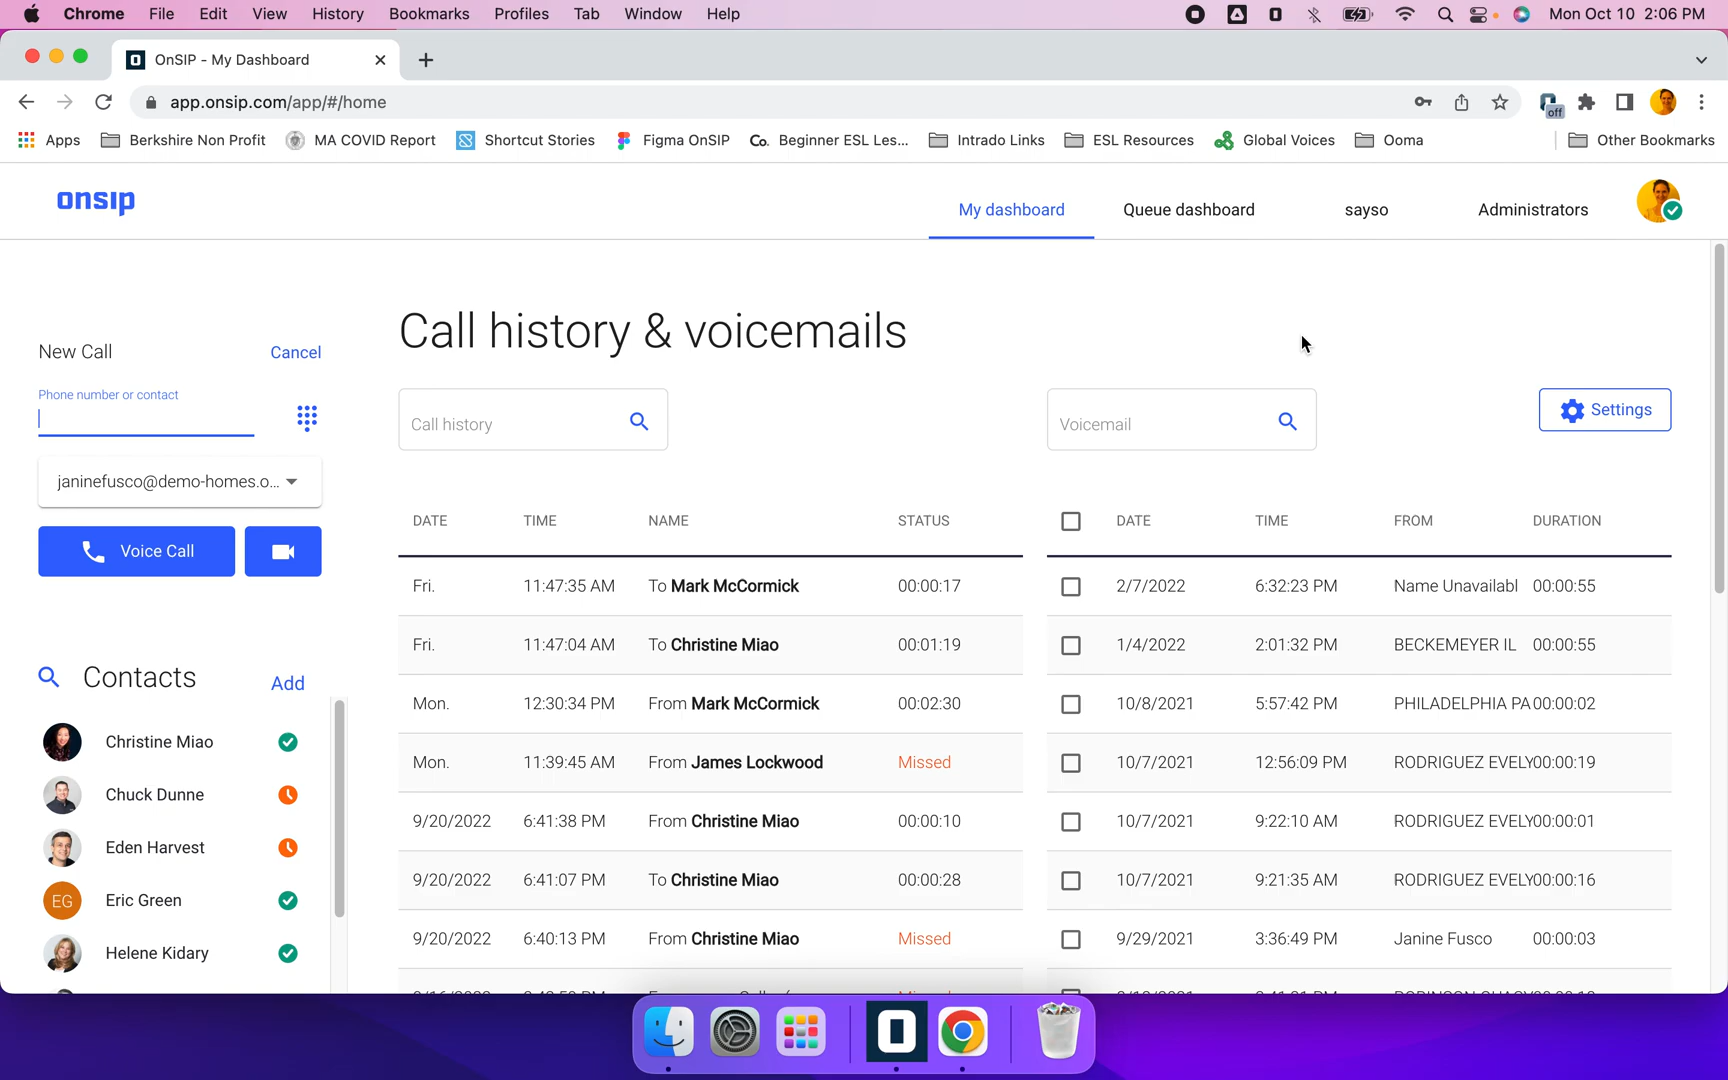 Chrome File Edit View History Bookmarks Profiles Tab Window Help Mon Oct 10 2:06 PM
OnSIP - My Dashboard
app.onsip.com/app/#/home
off
Apps Berkshire Non Profit MA COVID Report Shortcut Stories Figma OnSIP Co. Beginner ESL Les... Intrado Links ESL Resources Global Voices Ooma Other Bookmarks
onsip My dashboard Queue dashboard sayso Administrators
Call history & voicemails
New Call Cancel
Phone number or contact
Call history Voicemail Settings
janinefusco@demo-homes.o...
Voice Call
DATE TIME NAME STATUS DATE TIME FROM DURATION
Fri. 11:47:35 AM To Mark McCormick 00:00:17 2/7/2022 6:32:23 PM Name Unavailabl 00:00:55
Fri. 11:47:04 AM To Christine Miao 00:01:19 1/4/2022 2:01:32 PM BECKEMEYER IL 00:00:55
Contacts Add
Mon. 12:30:34 PM From Mark McCormick 00:02:30 10/8/2021 5:57:42 PM PHILADELPHIA PA 00:00:02
Christine Miao
Mon. 11:39:45 AM From James Lockwood Missed 10/7/2021 12:56:09 PM RODRIGUEZ EVELY 00:00:19
Chuck Dunne
9/20/2022 6:41:38 PM From Christine Miao 00:00:10 10/7/2021 9:22:10 AM RODRIGUEZ EVELY 00:00:01
Eden Harvest
9/20/2022 6:41:07 PM To Christine Miao 00:00:28 10/7/2021 9:21:35 AM RODRIGUEZ EVELY 00:00:16
EG Eric Green
9/20/2022 6:40:13 PM From Christine Miao Missed 9/29/2021 3:36:49 PM Janine Fusco 00:00:03
Helene Kidary